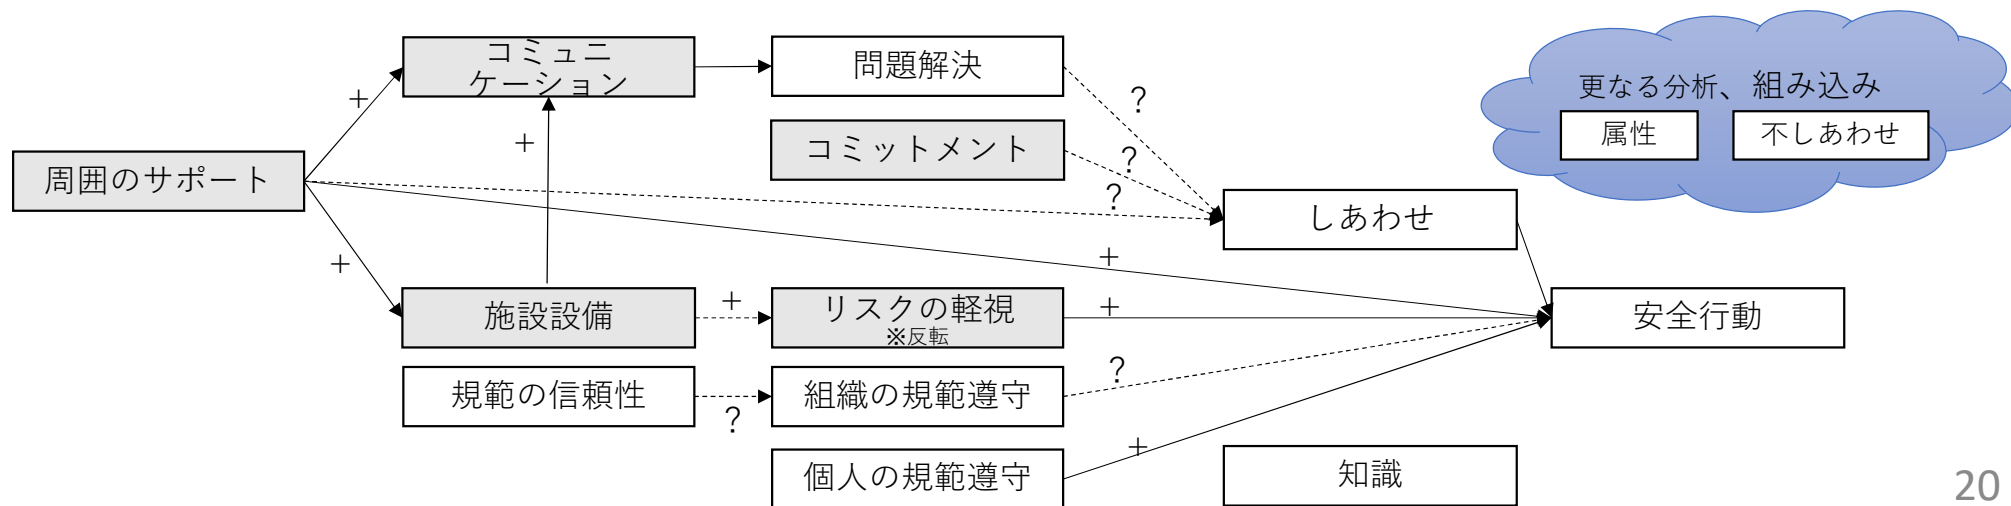 コミュニ
ケーション
問題解決
+
?
更なる分析、組み込み
属性
不しあわせ
+
コミットメント
?
周囲のサポート
?
しあわせ
+
+
施設設備
+
リスクの軽視
※反転
+
安全行動
規範の信頼性
?
組織の規範遵守
?
個人の規範遵守
+
知識
20